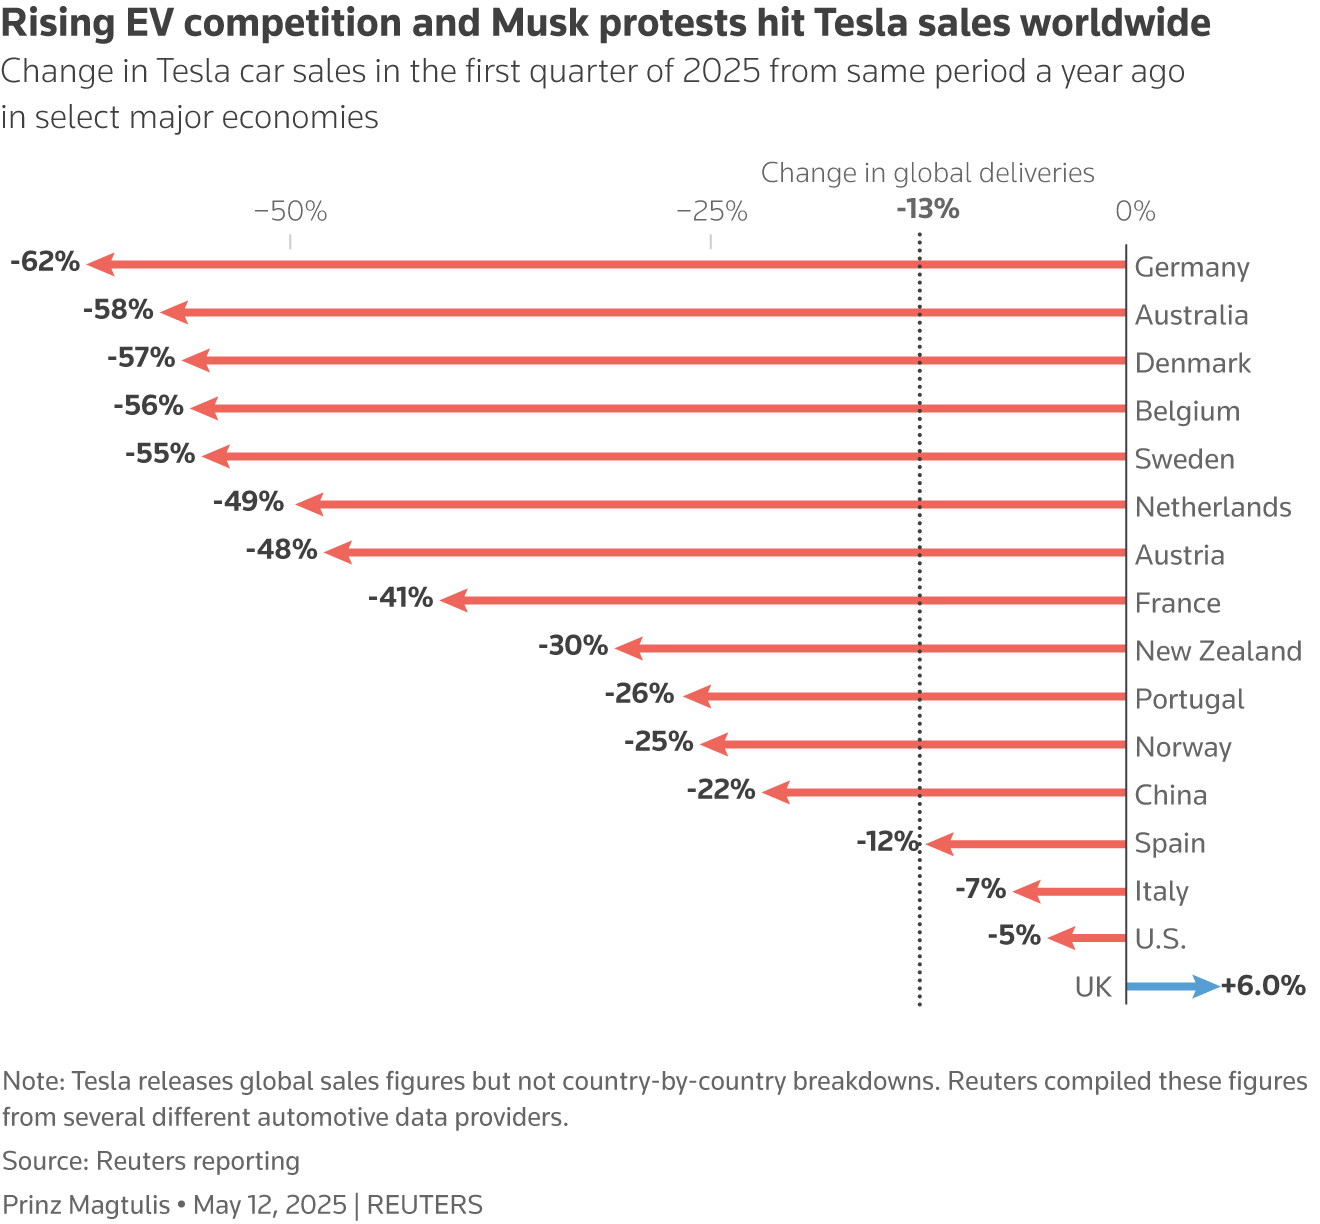 Rising EV competition and Musk protests hit Tesla sales worldwide
Change in Tesla car sales in the first quarter of 2025 from same period a year ago
in select major economies
Change in global deliveries
−50% −25% -13% 0%
-62% Germany
-58% Australia
-57% Denmark
-56% Belgium
-55% Sweden
-49% Netherlands
-48% Austria
-41% France
-30% New Zealand
-26% Portugal
-25% Norway
-22% China
-12% Spain
-7% Italy
-5% U.S.
UK +6.0%
Note: Tesla releases global sales figures but not country-by-country breakdowns. Reuters compiled these figures
from several different automotive data providers.
Source: Reuters reporting
Prinz Magtulis • May 12, 2025 | REUTERS